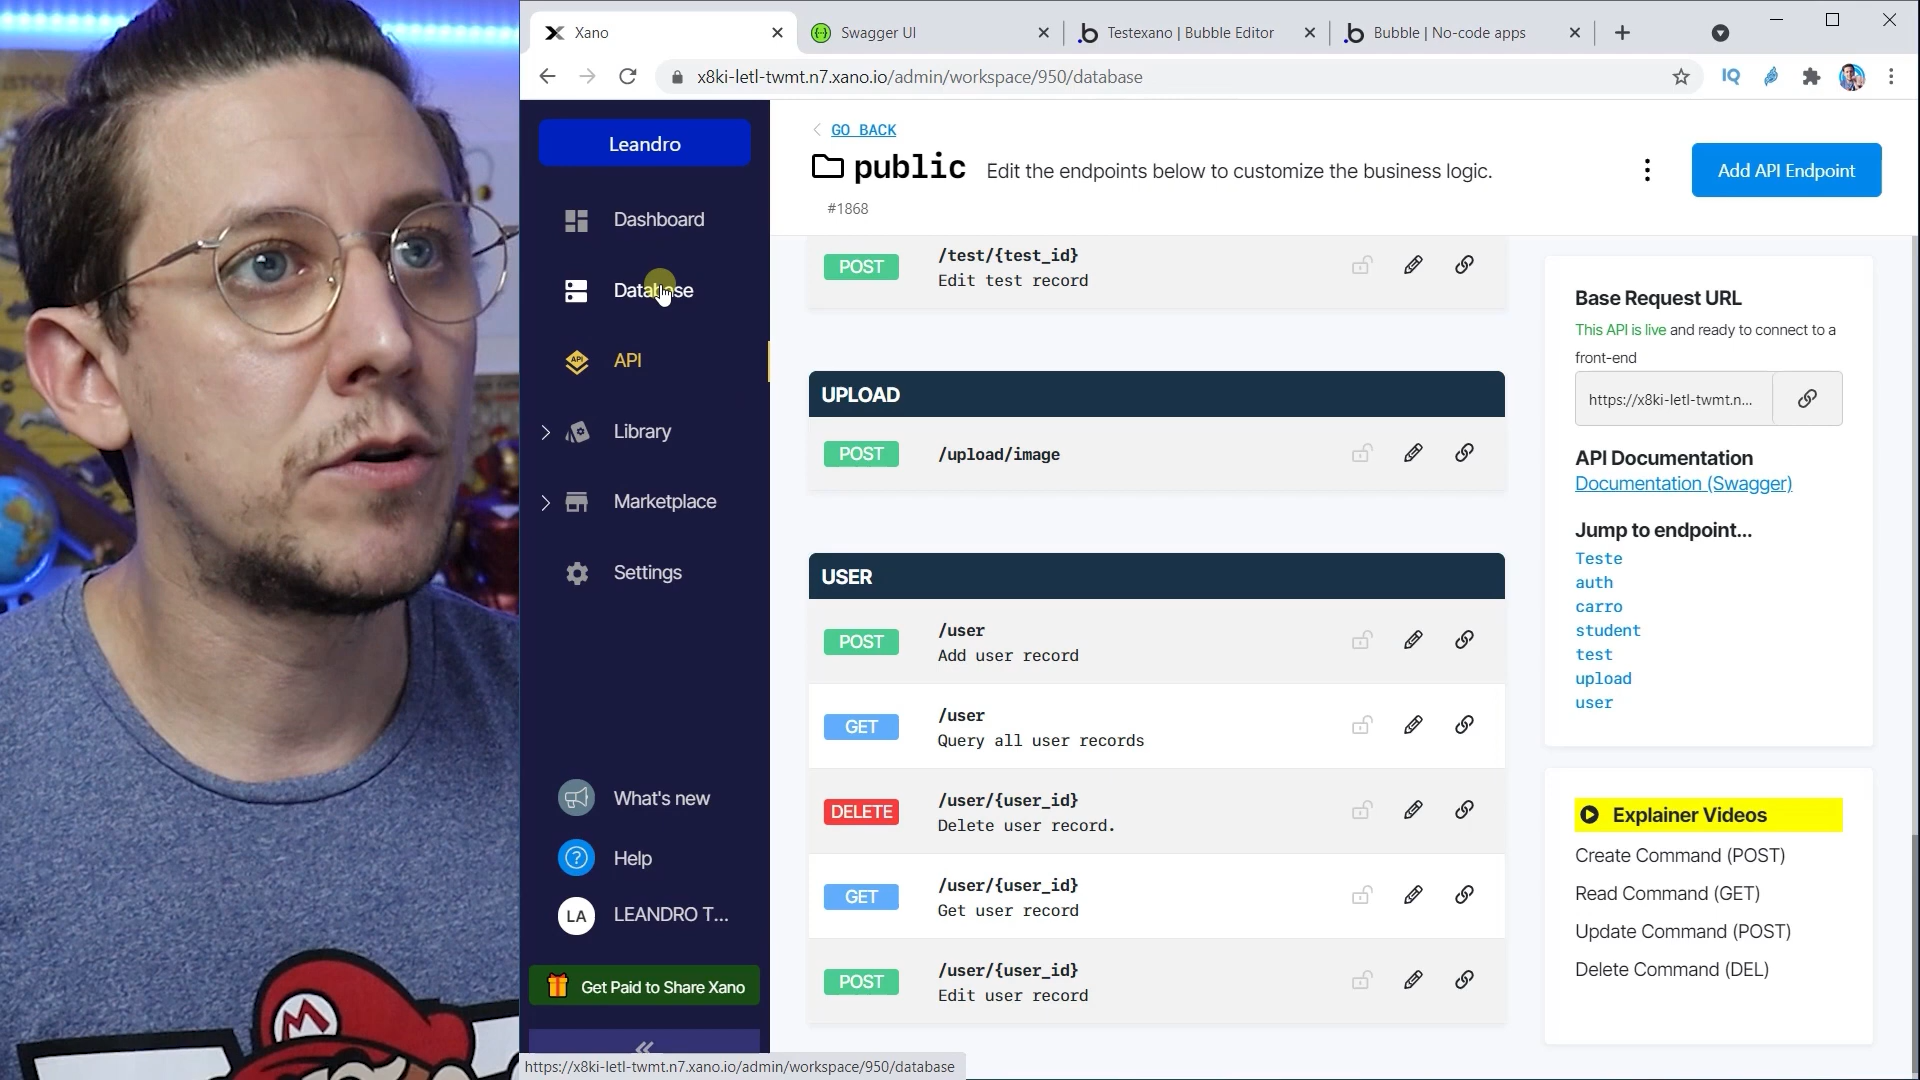 Xano
Swagger UI
Testexano | Bubble Editor
Bubble | No-code apps
x8ki-letl-twmt.n7.xano.io/admin/workspace/950/database
IQ
Leandro
Dashboard
Database
API
API
Library
Marketplace
Settings
What's new
Help
LA
LEANDRO T...
Get Paid to Share Xano
GO BACK
public
Edit the endpoints below to customize the business logic.
Add API Endpoint
#1868
POST
/test/{test_id}
Edit test record
UPLOAD
POST
/upload/image
USER
POST
/user
Add user record
GET
/user
Query all user records
DELETE
/user/{user_id}
Delete user record.
GET
/user/{user_id}
Get user record
POST
/user/{user_id}
Edit user record
Base Request URL
This API is live and ready to connect to a
front-end
https://x8ki-letl-twmt.n...
API Documentation
Documentation (Swagger)
Jump to endpoint...
Teste
auth
carro
student
test
upload
user
Explainer Videos
Create Command (POST)
Read Command (GET)
Update Command (POST)
Delete Command (DEL)
https://x8ki-letl-twmt.n7.xano.io/admin/workspace/950/database
M